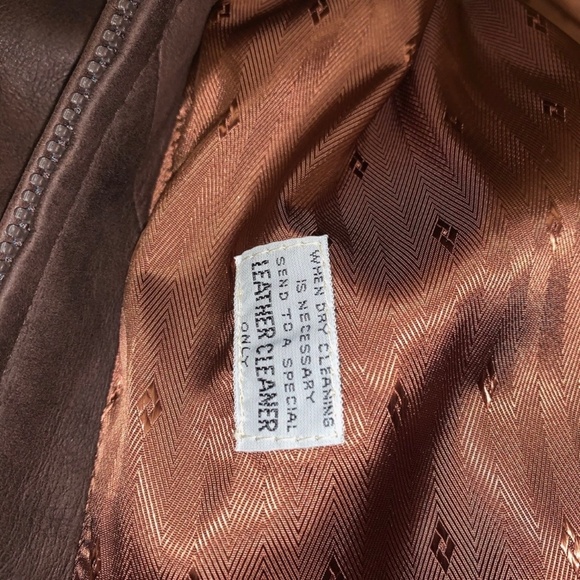 WHEN DRY CLEANING
IS NECESSARY
SEND TO A SPECIAL
LEATHER CLEANER
ONLY